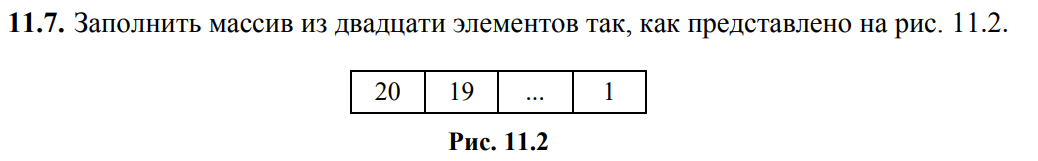 11.7. Заполнить массив из двадцати элементов так, как представлено на рис. 11.2.
20 19 ... 1
Рис. 11.2